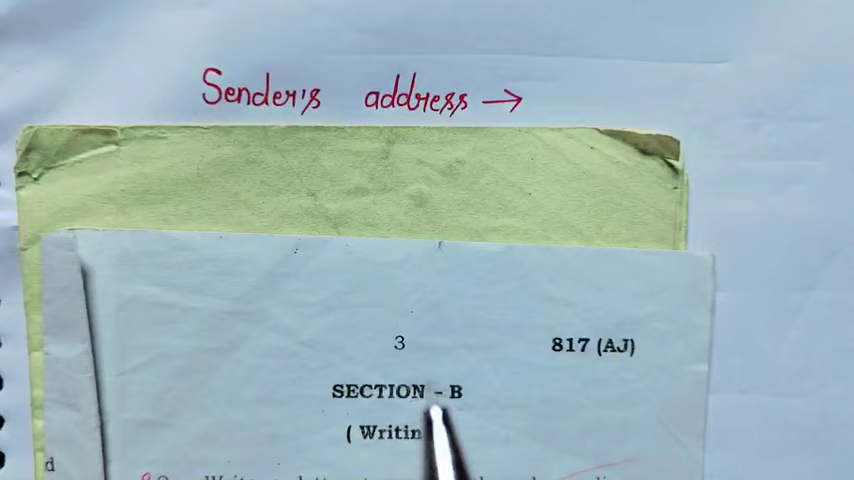 Sender's address →
3 817 (AJ)
SECTION - B
( Writin
d